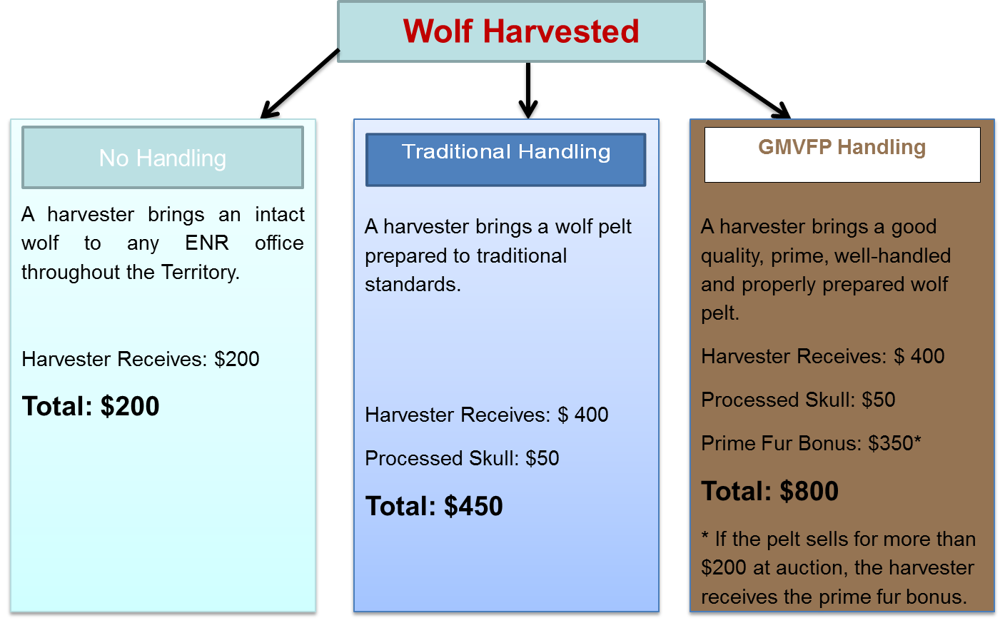 Wolf Harvested
No Handling
A harvester brings an intact
wolf to any ENR office
throughout the Territory.
Harvester Receives: $200
Total: $200
Traditional Handling
A harvester brings a wolf pelt
prepared to traditional
standards.
Harvester Receives: $ 400
Processed Skull: $50
Total: $450
GMVFP Handling
A harvester brings a good
quality, prime, well-handled
and properly prepared wolf
pelt.
Harvester Receives: $ 400
Processed Skull: $50
Prime Fur Bonus: $350*
Total: $800
* If the pelt sells for more than
$200 at auction, the harvester
receives the prime fur bonus.